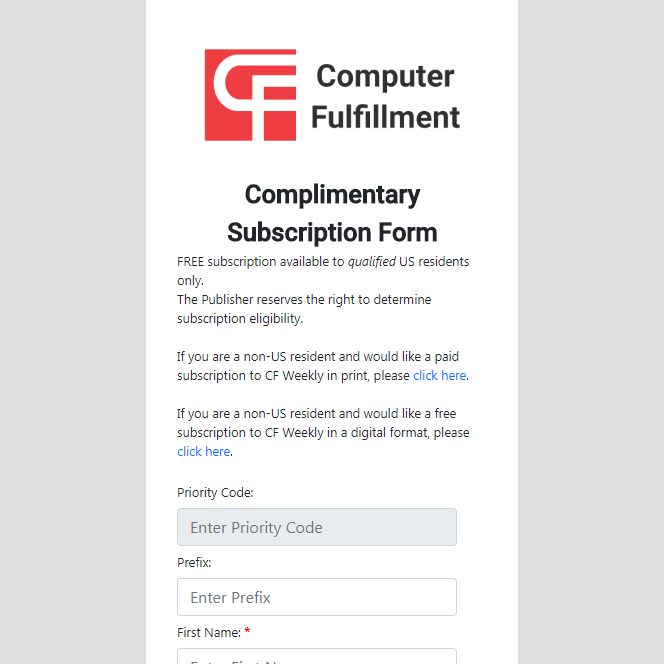 CF
Computer
Fulfillment
Complimentary
Subscription Form
FREE subscription available to qualified US residents
only.
The Publisher reserves the right to determine
subscription eligibility.
If you are a non-US resident and would like a paid
subscription to CF Weekly in print, please click here.
If you are a non-US resident and would like a free
subscription to CF Weekly in a digital format, please
click here.
Priority Code:
Enter Priority Code
Prefix:
Enter Prefix
First Name: *